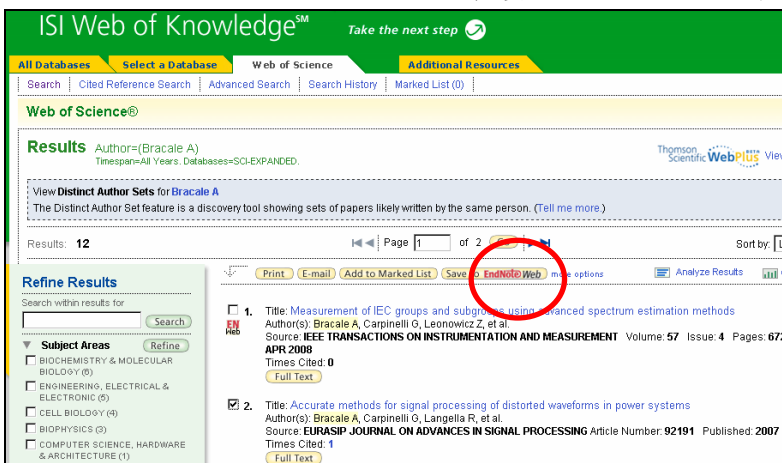 ISI Web of Knowledge℠ Take the next step
All Databases Select a Database Web of Science Additional Resources
Search Cited Reference Search Advanced Search Search History Marked List (0)
Web of Science®
Results Author=(Bracale A)
Timespan=All Years. Databases=SCI-EXPANDED.
Thomson Scientific WebPlus BETA View
View Distinct Author Sets for Bracale A
The Distinct Author Set feature is a discovery tool showing sets of papers likely written by the same person. (Tell me more.)
Results: 12 Page 1 of 2 Go Sort by:
Print E-mail Add to Marked List Save to EndNote Web more options Analyze Results
Refine Results
Search within results for
Search
Subject Areas Refine
BIOCHEMISTRY & MOLECULAR
BIOLOGY (6)
ENGINEERING, ELECTRICAL &
ELECTRONIC (5)
CELL BIOLOGY (4)
BIOPHYSICS (3)
COMPUTER SCIENCE, HARDWARE
& ARCHITECTURE (1)
1. Title: Measurement of IEC groups and subgroups using advanced spectrum estimation methods
EN Web
Author(s): Bracale A, Carpinelli G, Leonowicz Z, et al.
Source: IEEE TRANSACTIONS ON INSTRUMENTATION AND MEASUREMENT Volume: 57 Issue: 4 Pages: 672
APR 2008
Times Cited: 0
Full Text
2. Title: Accurate methods for signal processing of distorted waveforms in power systems
Author(s): Bracale A, Carpinelli G, Langella R, et al.
Source: EURASIP JOURNAL ON ADVANCES IN SIGNAL PROCESSING Article Number: 92191 Published: 2007
Times Cited: 1
Full Text